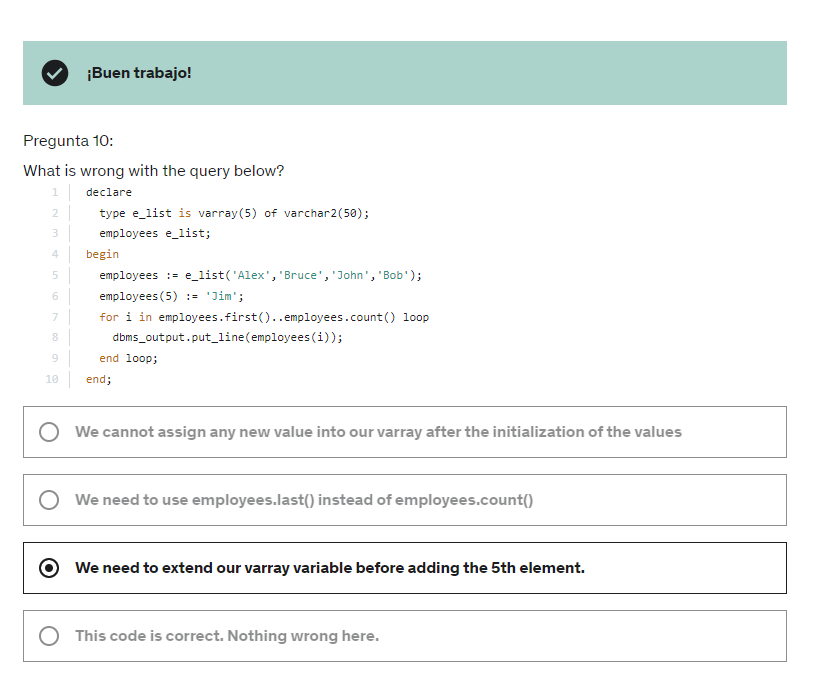 ¡Buen trabajo!
Pregunta 10:
What is wrong with the query below?
1 declare
2 type e_list is varray(5) of varchar2(50);
3 employees e_list;
4 begin
5 employees := e_list('Alex','Bruce','John','Bob');
6 employees(5) := 'Jim';
7 for i in employees.first()..employees.count() loop
8 dbms_output.put_line(employees(i));
9 end loop;
10 end;
We cannot assign any new value into our varray after the initialization of the values
We need to use employees.last() instead of employees.count()
We need to extend our varray variable before adding the 5th element.
This code is correct. Nothing wrong here.